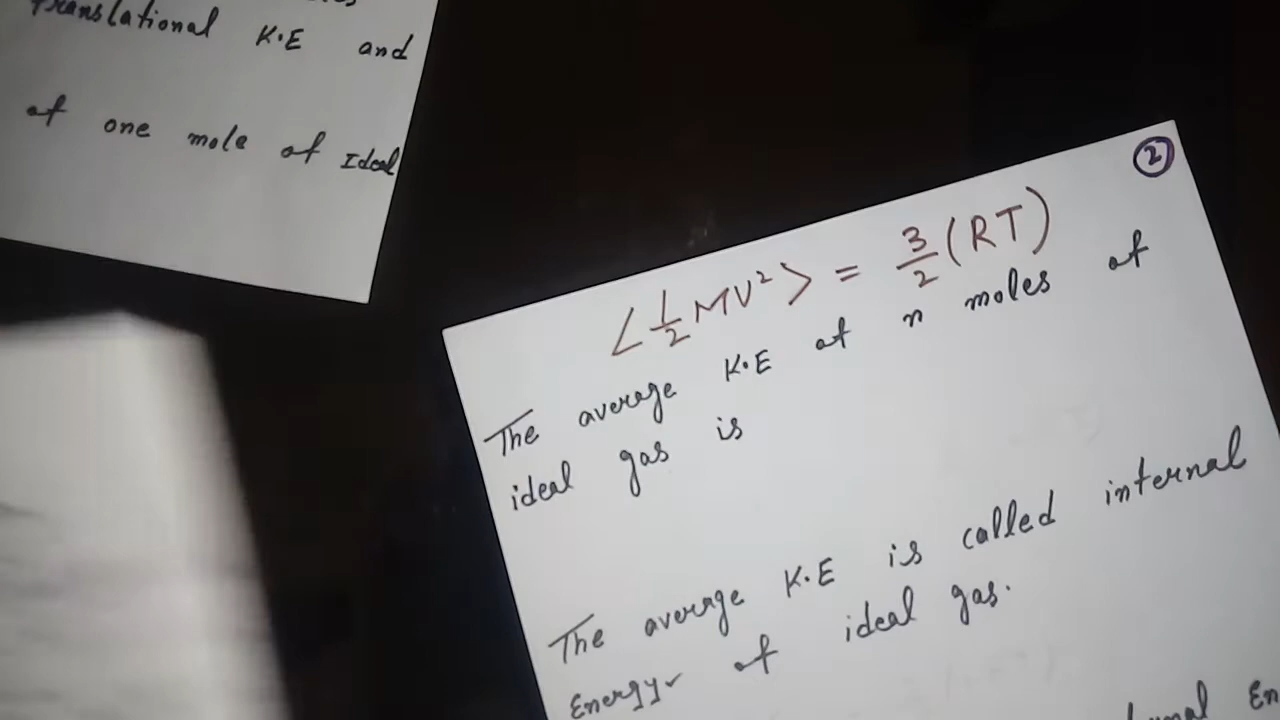 Translational K.E and
of one mole of Ideal
2
<1/2 MV²> = 3/2 (RT)
The average K.E of n moles of
ideal gas is
The average K.E is called internal
Energy of ideal gas.
En